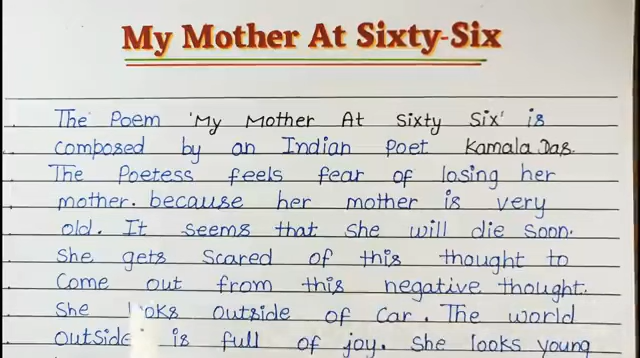 My Mother At Sixty-Six
The Poem 'My Mother At Sixty Six' is
composed by an Indian Poet Kamala Das.
The Poetess feels fear of losing her
mother. because her mother is very
old. It seems that she will die soon.
She gets scared of this thought to
Come out from this negative thought.
She looks outside of Car. The world
outside is full of joy. She looks young